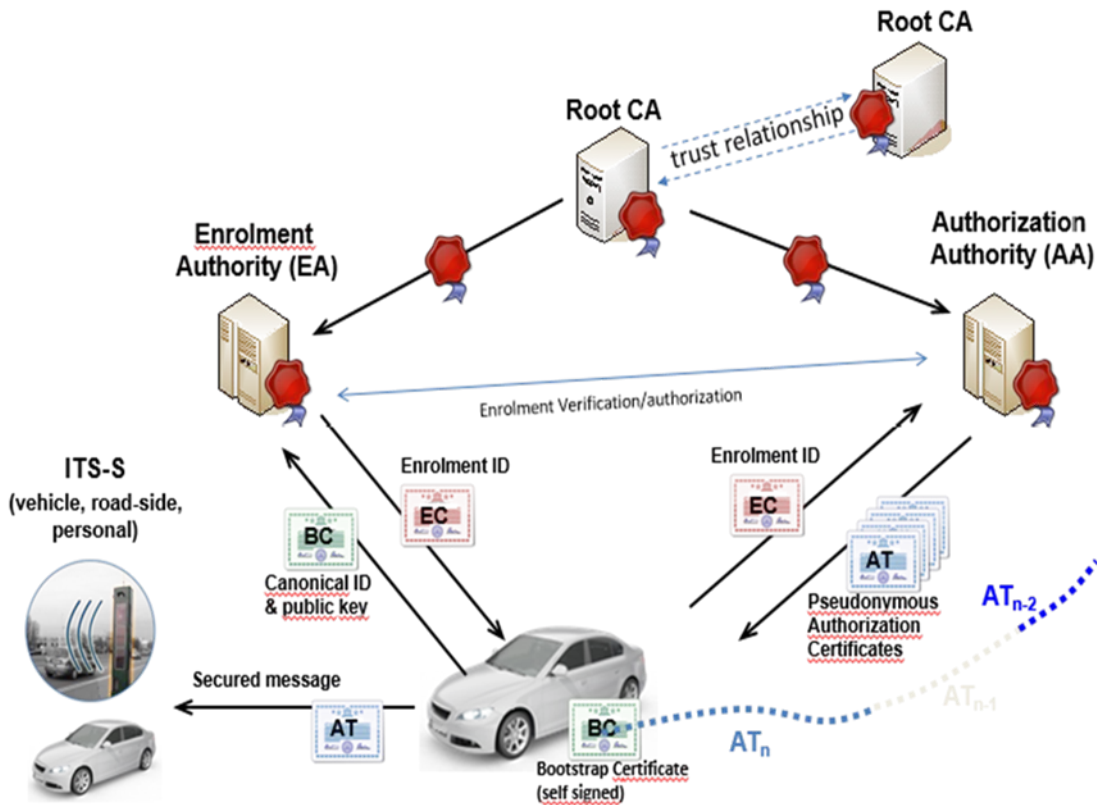 Root CA
Root CA
trust relationship
Enrolment
Authority (EA)
Authorization
Authority (AA)
Enrolment Verification/authorization
ITS-S
(vehicle, road-side,
personal)
Enrolment ID
EC
BC
Canonical ID
& public key
Enrolment ID
EC
AT
Pseudonymous
Authorization
Certificates
ATn-2
ATn-1
ATn
Secured message
AT
BC
Bootstrap Certificate
(self signed)